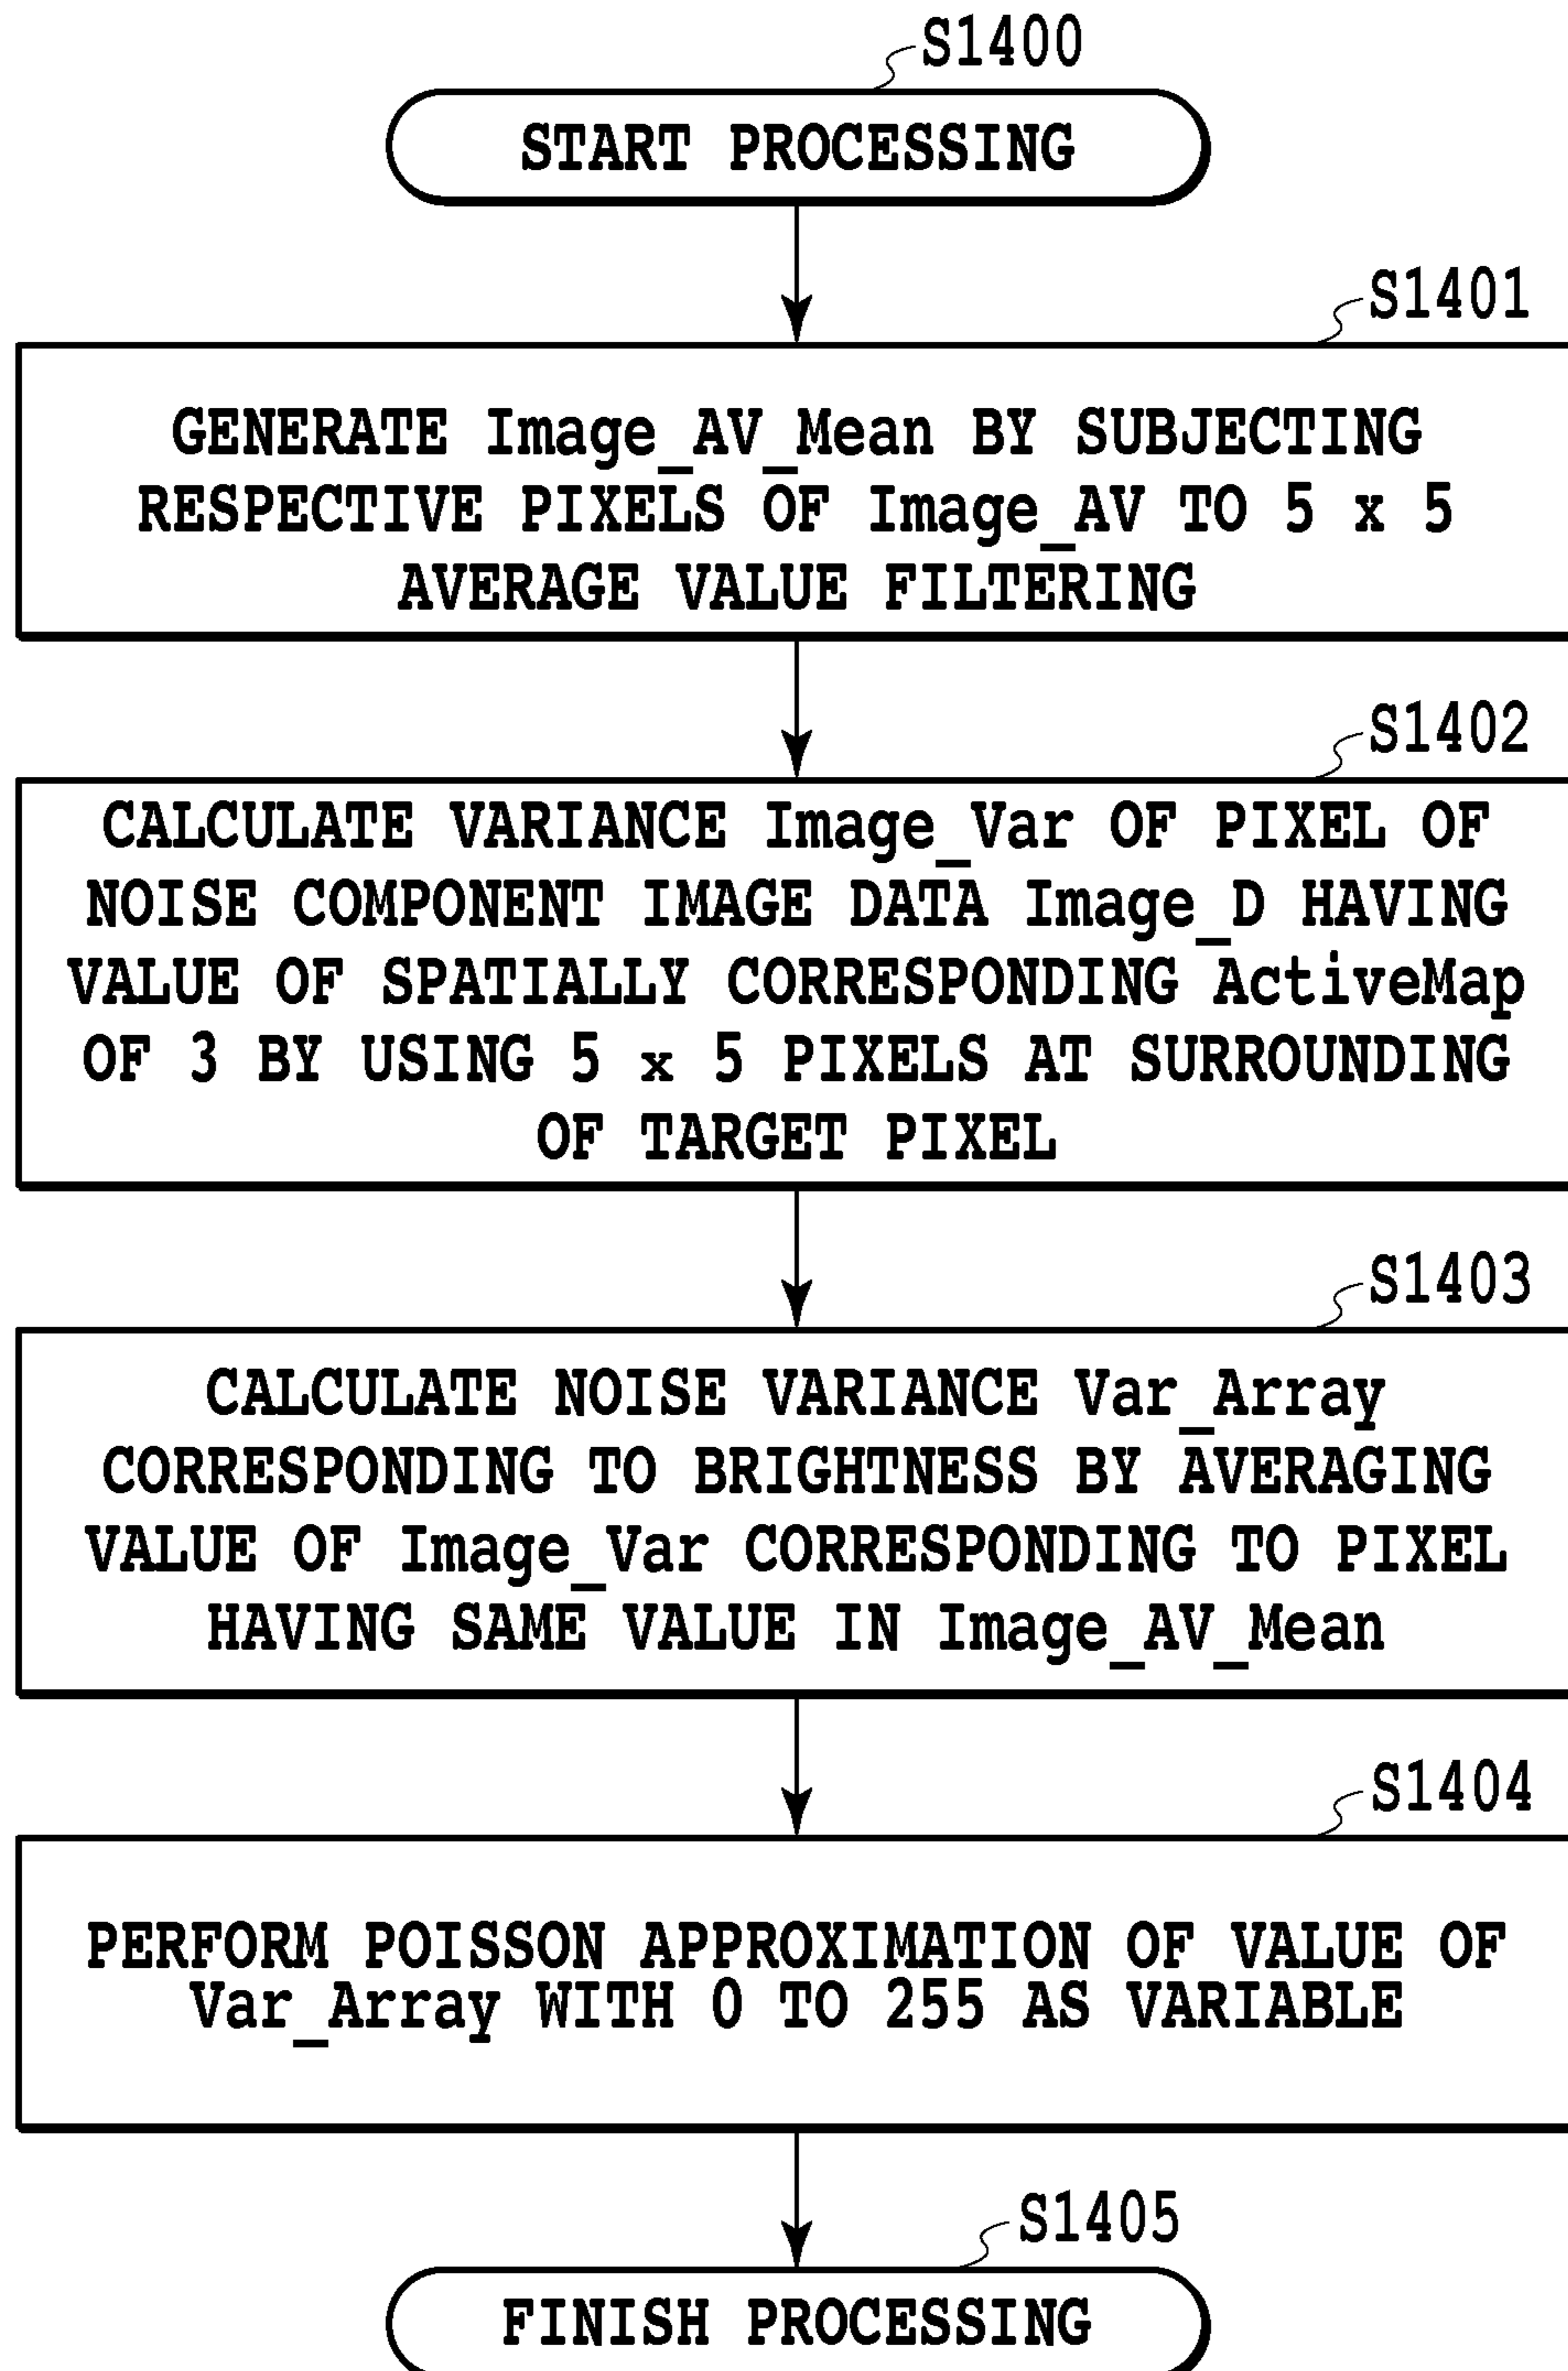 S1400
START PROCESSING
S1401
GENERATE Image_AV_Mean BY SUBJECTING
RESPECTIVE PIXELS OF Image_AV TO 5 x 5
AVERAGE VALUE FILTERING
S1402
CALCULATE VARIANCE Image_Var OF PIXEL OF
NOISE COMPONENT IMAGE DATA Image_D HAVING
VALUE OF SPATIALLY CORRESPONDING ActiveMap
OF 3 BY USING 5 x 5 PIXELS AT SURROUNDING
OF TARGET PIXEL
S1403
CALCULATE NOISE VARIANCE Var_Array
CORRESPONDING TO BRIGHTNESS BY AVERAGING
VALUE OF Image_Var CORRESPONDING TO PIXEL
HAVING SAME VALUE IN Image_AV_Mean
S1404
PERFORM POISSON APPROXIMATION OF VALUE OF
Var_Array WITH 0 TO 255 AS VARIABLE
S1405
FINISH PROCESSING